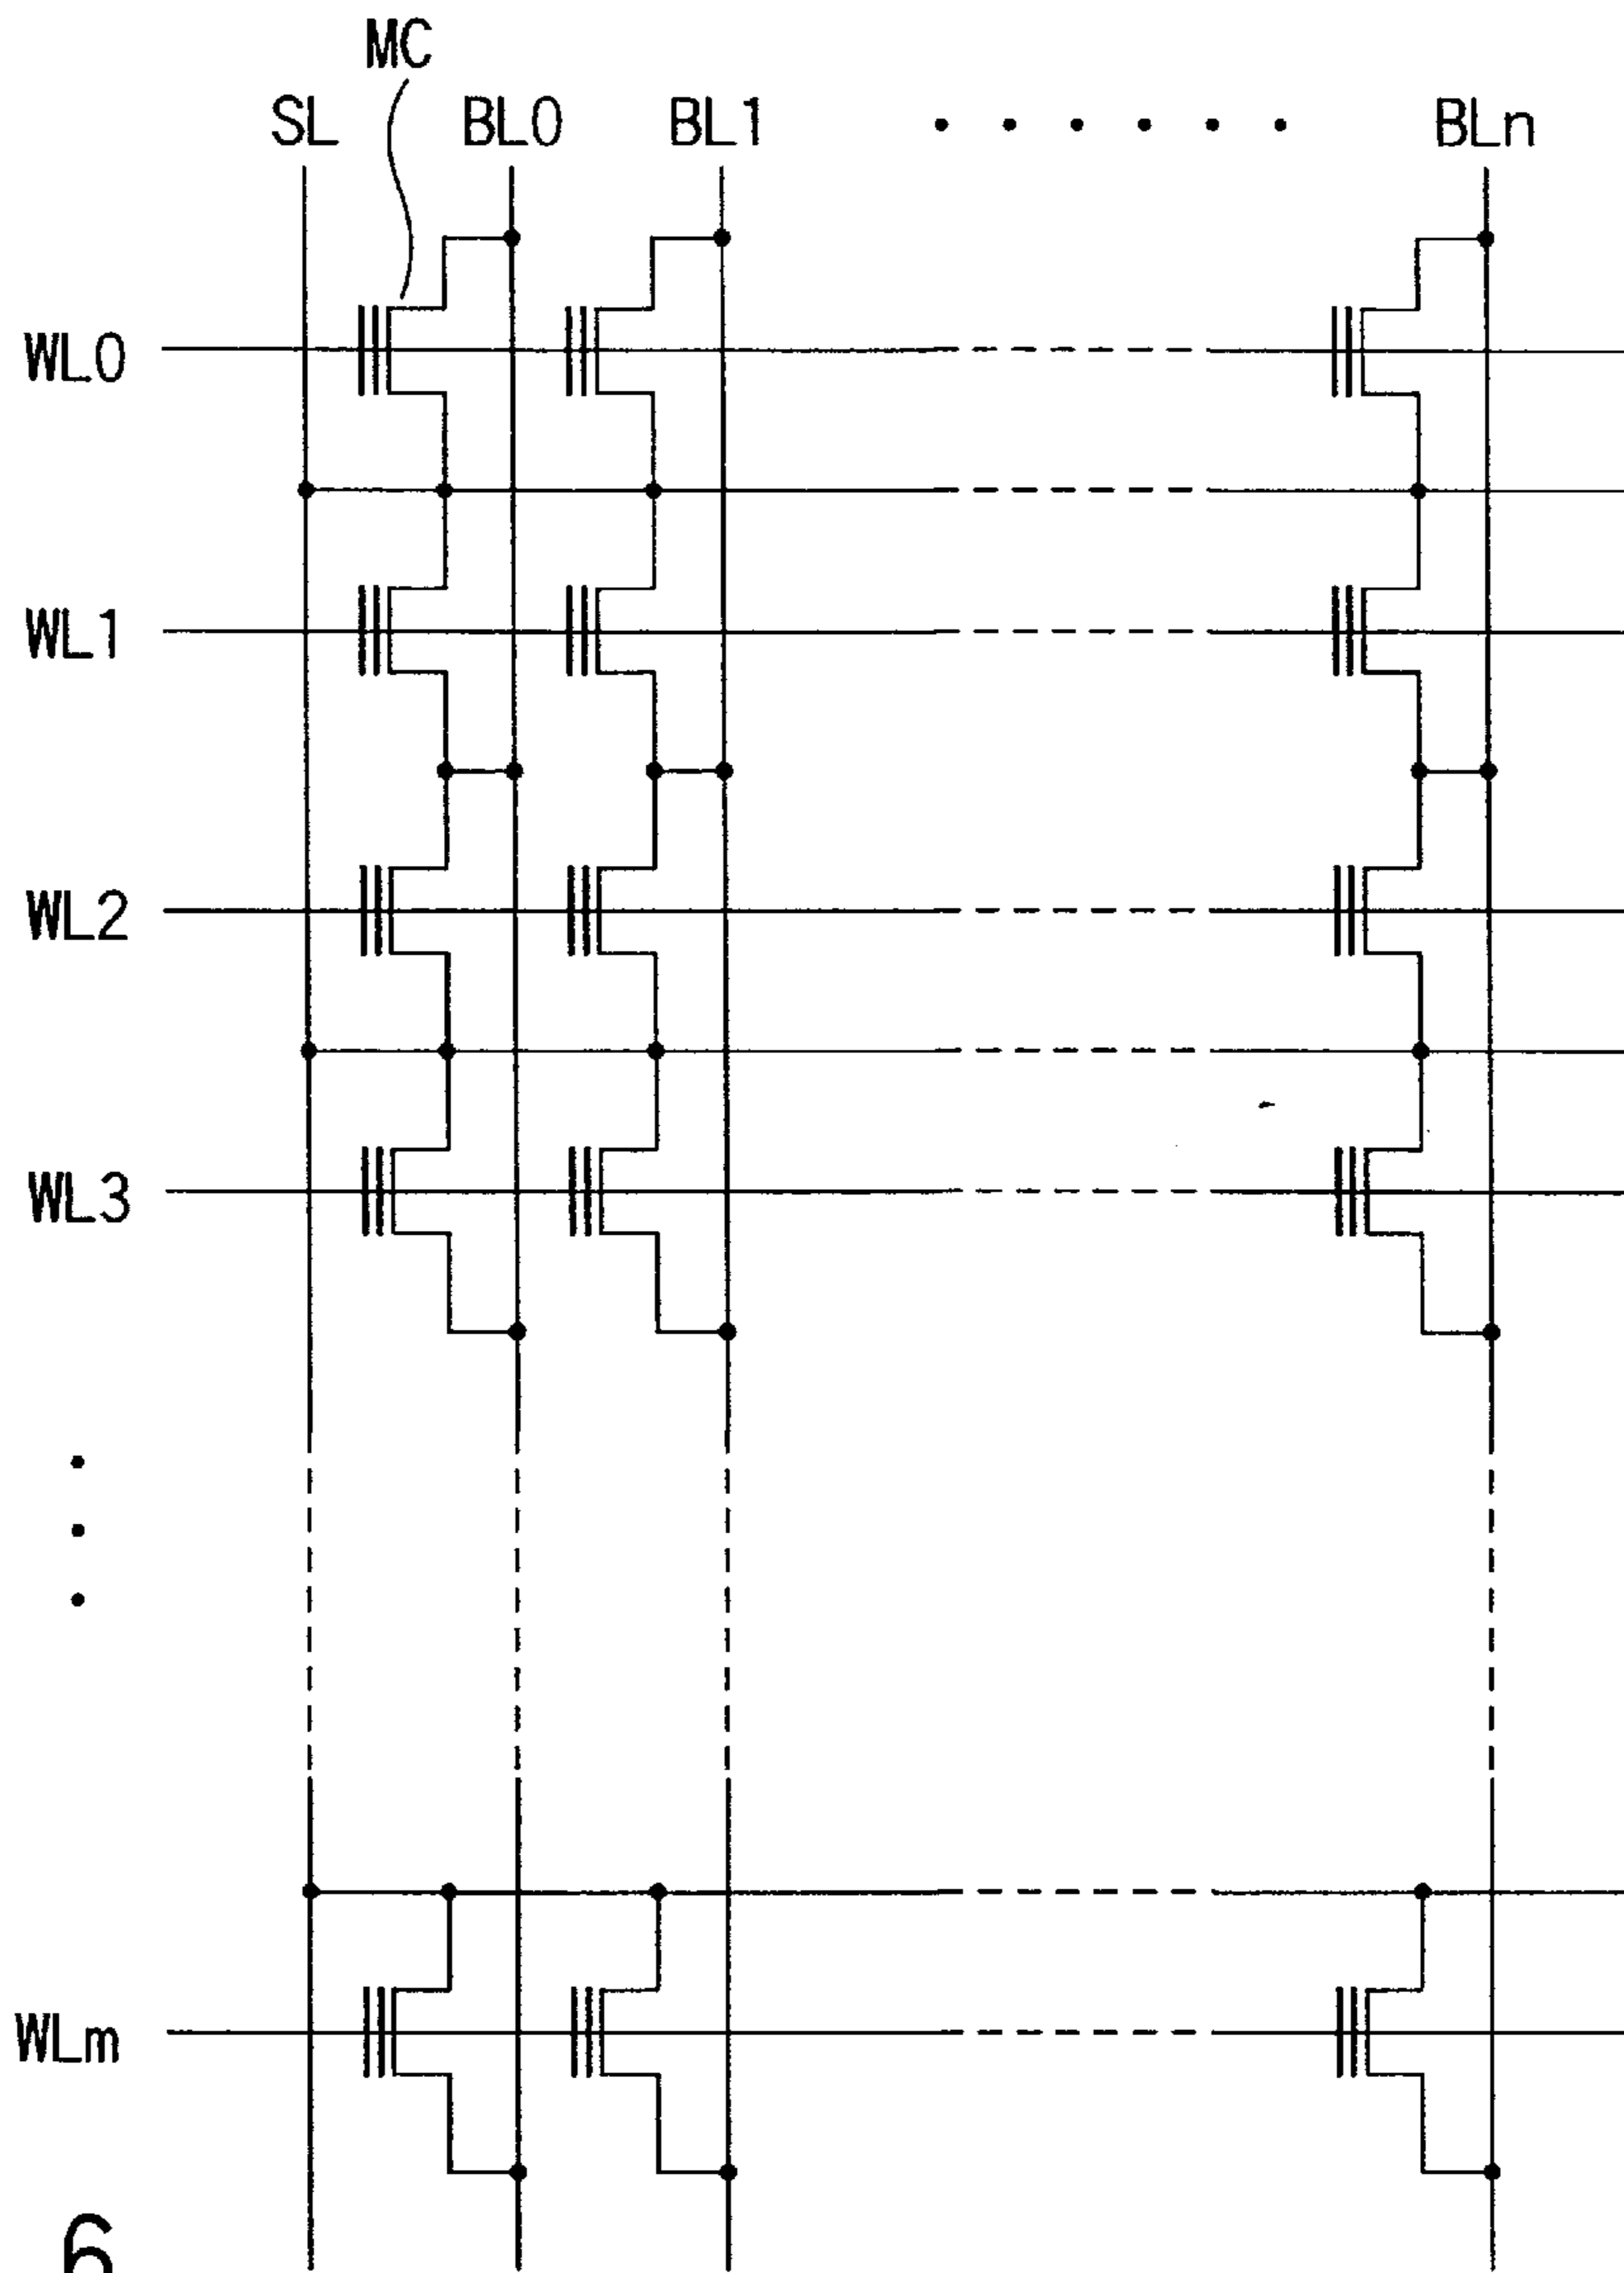 MC
SL BL0 BL1 . . . . . . BLn
WL0
WL1
WL2
WL3
.
.
.
WLm
6